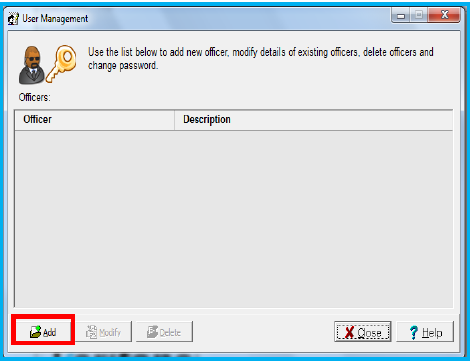 User Management
Use the list below to add new officer, modify details of existing officers, delete officers and
change password.
Officers:
Officer Description
Add Modify Delete Close ? Help